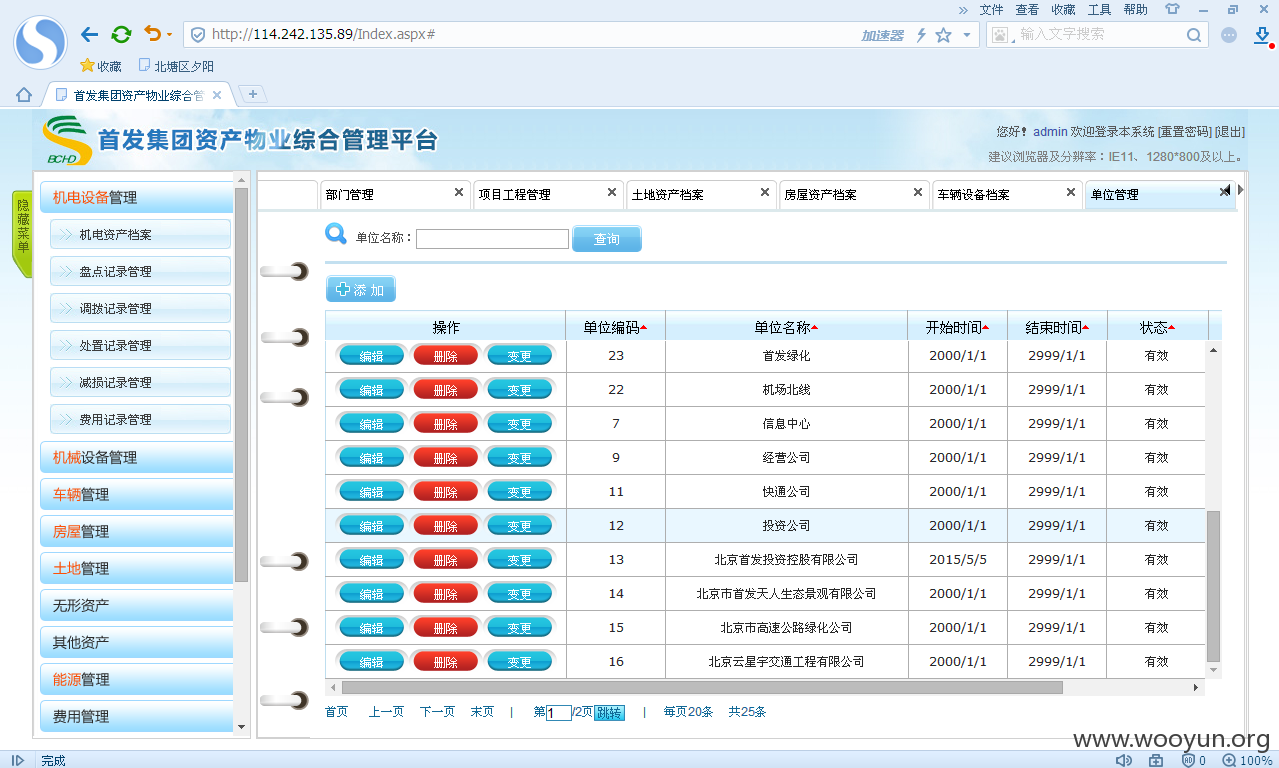 » 文件 查看 收藏 工具 帮助
http://114.242.135.89/Index.aspx# 加速器 输入文字搜索
收藏 北塘区夕阳
首发集团资产物业综合管
BCHD 首发集团资产物业综合管理平台
您好! admin 欢迎登录本系统 [重置密码] [退出]
建议浏览器及分辨率：IE11、1280*800及以上。
隐藏菜单
机电设备管理
机电资产档案
盘点记录管理
调拨记录管理
处置记录管理
减损记录管理
费用记录管理
机械设备管理
车辆管理
房屋管理
土地管理
无形资产
其他资产
能源管理
费用管理
部门管理 项目工程管理 土地资产档案 房屋资产档案 车辆设备档案 单位管理
单位名称： 查询
添 加
操作 单位编码 单位名称 开始时间 结束时间 状态
编辑 删除 变更 23 首发绿化 2000/1/1 2999/1/1 有效
编辑 删除 变更 22 机场北线 2000/1/1 2999/1/1 有效
编辑 删除 变更 7 信息中心 2000/1/1 2999/1/1 有效
编辑 删除 变更 9 经营公司 2000/1/1 2999/1/1 有效
编辑 删除 变更 11 快通公司 2000/1/1 2999/1/1 有效
编辑 删除 变更 12 投资公司 2000/1/1 2999/1/1 有效
编辑 删除 变更 13 北京首发投资控股有限公司 2015/5/5 2999/1/1 有效
编辑 删除 变更 14 北京市首发天人生态景观有限公司 2000/1/1 2999/1/1 有效
编辑 删除 变更 15 北京市高速公路绿化公司 2000/1/1 2999/1/1 有效
编辑 删除 变更 16 北京云星宇交通工程有限公司 2000/1/1 2999/1/1 有效
首页 上一页 下一页 末页 | 第1/2页 跳转 | 每页20条 共25条
www.wooyun.org
完成 0 100%